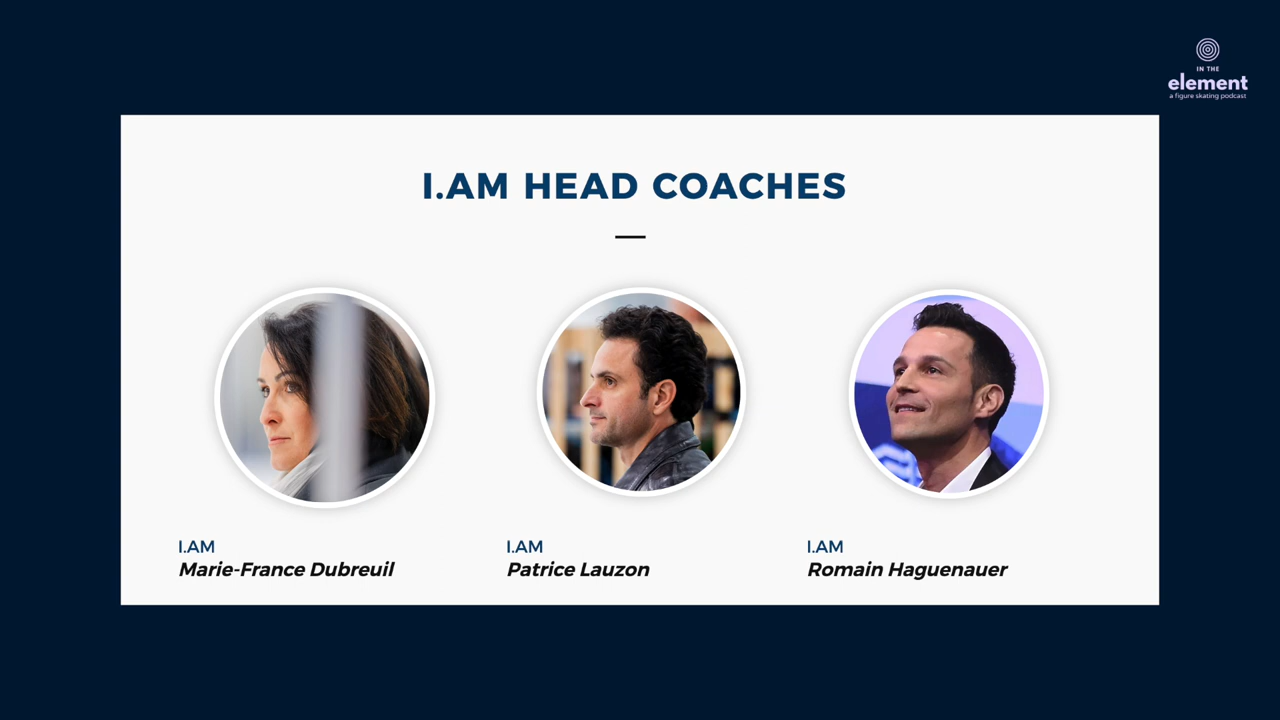 IN THE
element
a figure skating podcast
I.AM HEAD COACHES
I.AM
Marie-France Dubreuil
I.AM
Patrice Lauzon
I.AM
Romain Haguenauer